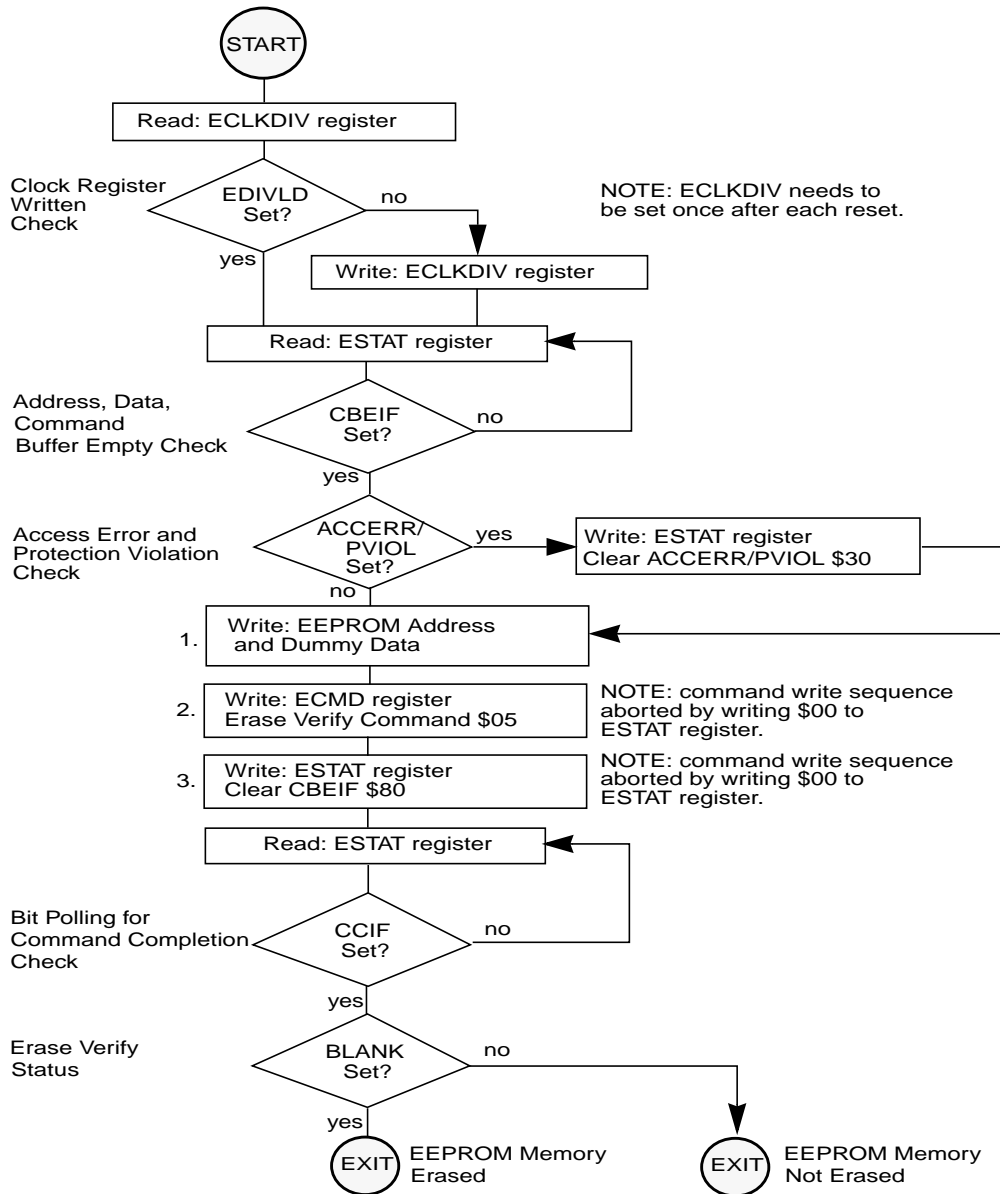 START
Read: ECLKDIV register
Clock Register
Written
Check
EDIVLD
Set?
no
yes
NOTE: ECLKDIV needs to
be set once after each reset.
Write: ECLKDIV register
Read: ESTAT register
Address, Data,
Command
Buffer Empty Check
CBEIF
Set?
no
yes
Access Error and
Protection Violation
Check
ACCERR/
PVIOL
Set?
yes
no
Write: ESTAT register
Clear ACCERR/PVIOL $30
1.
Write: EEPROM Address
and Dummy Data
2.
Write: ECMD register
Erase Verify Command $05
NOTE: command write sequence
aborted by writing $00 to
ESTAT register.
3.
Write: ESTAT register
Clear CBEIF $80
NOTE: command write sequence
aborted by writing $00 to
ESTAT register.
Read: ESTAT register
Bit Polling for
Command Completion
Check
CCIF
Set?
no
yes
Erase Verify
Status
BLANK
Set?
no
yes
EXIT
EEPROM Memory
Erased
EXIT
EEPROM Memory
Not Erased